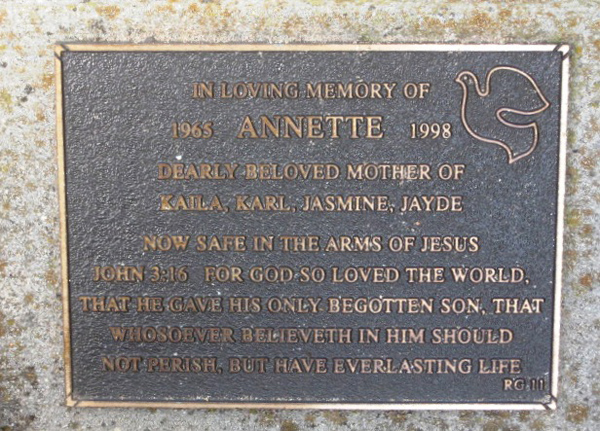 IN LOVING MEMORY OF
1965 ANNETTE 1998
DEARLY BELOVED MOTHER OF
KAILA, KARL, JASMINE, JAYDE
NOW SAFE IN THE ARMS OF JESUS
JOHN 3:16 FOR GOD SO LOVED THE WORLD,
THAT HE GAVE HIS ONLY BEGOTTEN SON, THAT
WHOSOEVER BELIEVETH IN HIM SHOULD
NOT PERISH, BUT HAVE EVERLASTING LIFE
RG.11